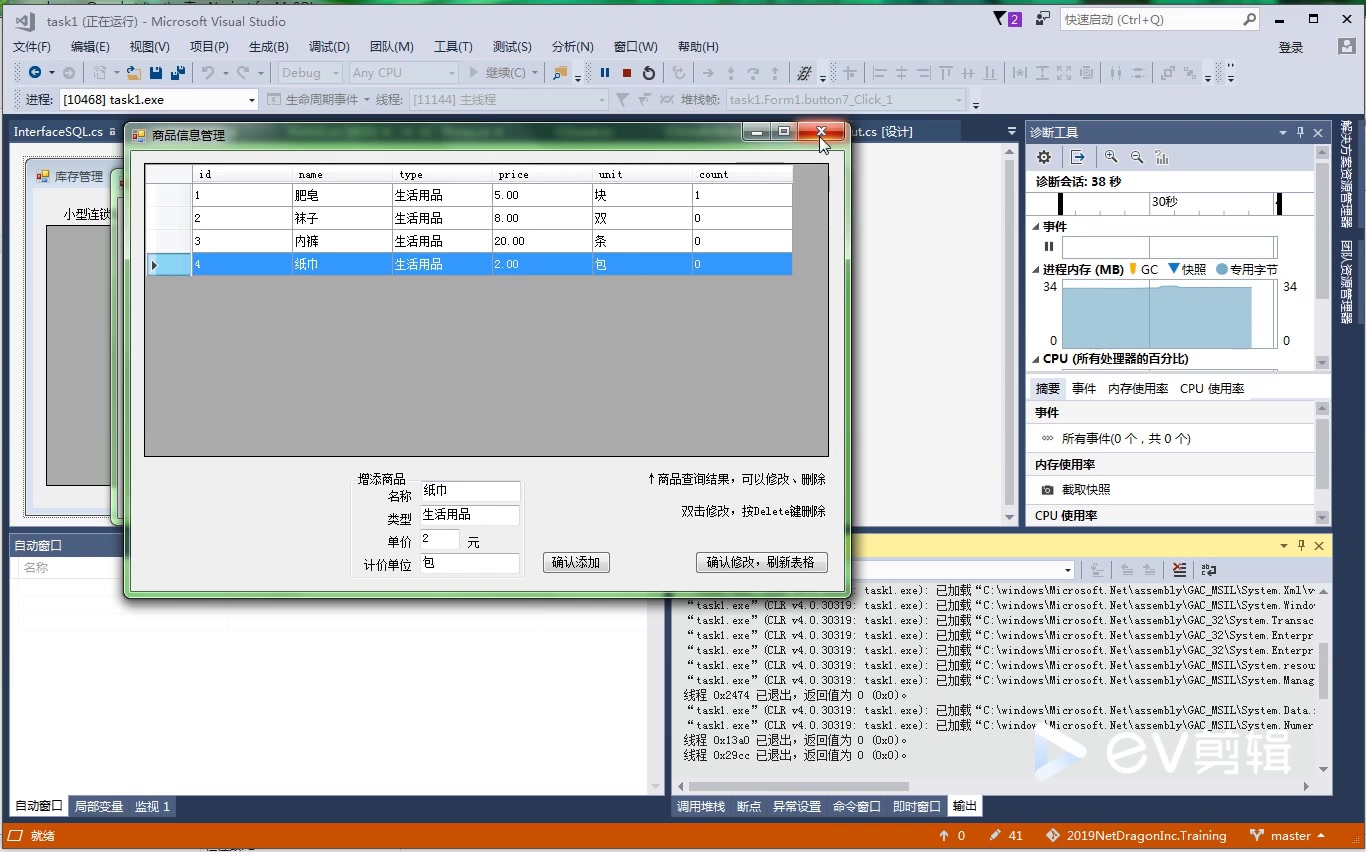 task1 (正在运行) - Microsoft Visual Studio
2
快速启动 (Ctrl+Q)
文件(F) 编辑(E) 视图(V) 项目(P) 生成(B) 调试(D) 团队(M) 工具(T) 测试(S) 分析(N) 窗口(W) 帮助(H) 登录
Debug Any CPU 继续(C)
进程: [10468] task1.exe 生命周期事件 线程: [11144] 主线程 堆栈帧: task1.Form1.button7_Click_1
InterfaceSQL.cs
ut.cs [设计]
库存管理
小型连锁
商品信息管理
id name type price unit count
1 肥皂 生活用品 5.00 块 1
2 袜子 生活用品 8.00 双 0
3 内裤 生活用品 20.00 条 0
4 纸巾 生活用品 2.00 包 0
增添商品
名称 纸巾
类型 生活用品
单价 2 元
计价单位 包
确认添加
↑商品查询结果，可以修改、删除
双击修改，按Delete键删除
确认修改，刷新表格
诊断工具
诊断会话: 38 秒
30秒
事件
进程内存 (MB) GC 快照 专用字节
34 34
0 0
CPU (所有处理器的百分比)
摘要 事件 内存使用率 CPU 使用率
事件
所有事件(0 个，共 0 个)
内存使用率
截取快照
CPU 使用率
解决方案资源管理器
团队资源管理器
自动窗口
名称
“task1.exe”(CLR v4.0.30319: task1.exe): 已加载“C:\windows\Microsoft.Net\assembly\GAC_MSIL\System.Xml\v
“task1.exe”(CLR v4.0.30319: task1.exe): 已加载“C:\windows\Microsoft.Net\assembly\GAC_MSIL\System.Windo
“task1.exe”(CLR v4.0.30319: task1.exe): 已加载“C:\windows\Microsoft.Net\assembly\GAC_32\System.Transac
“task1.exe”(CLR v4.0.30319: task1.exe): 已加载“C:\windows\Microsoft.Net\assembly\GAC_32\System.Enterpr
“task1.exe”(CLR v4.0.30319: task1.exe): 已加载“C:\windows\Microsoft.Net\assembly\GAC_32\System.Enterpr
“task1.exe”(CLR v4.0.30319: task1.exe): 已加载“C:\windows\Microsoft.Net\assembly\GAC_MSIL\System.resou
“task1.exe”(CLR v4.0.30319: task1.exe): 已加载“C:\windows\Microsoft.Net\assembly\GAC_MSIL\System.Manag
线程 0x2474 已退出，返回值为 0 (0x0)。
“task1.exe”(CLR v4.0.30319: task1.exe): 已加载“C:\windows\Microsoft.Net\assembly\GAC_MSIL\System.Data.
“task1.exe”(CLR v4.0.30319: task1.exe): 已加载“C:\windows\Microsoft.Net\assembly\GAC_MSIL\System.Numer
线程 0x13a0 已退出，返回值为 0 (0x0)。
线程 0x29cc 已退出，返回值为 0 (0x0)。
EV剪辑
自动窗口 局部变量 监视 1
调用堆栈 断点 异常设置 命令窗口 即时窗口 输出
就绪 0 41 2019NetDragonInc.Training master